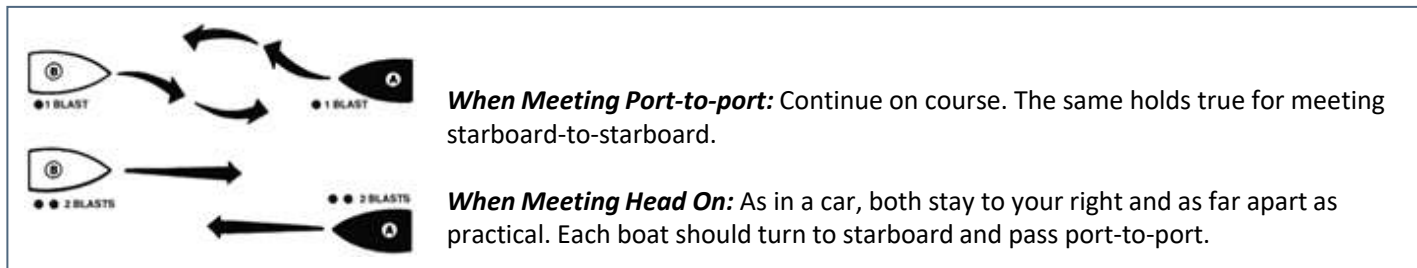 B
A
● 1 BLAST
● 1 BLAST
B
● ● 2 BLASTS
● ● 2 BLASTS
A
When Meeting Port-to-port: Continue on course. The same holds true for meeting
starboard-to-starboard.
When Meeting Head On: As in a car, both stay to your right and as far apart as
practical. Each boat should turn to starboard and pass port-to-port.